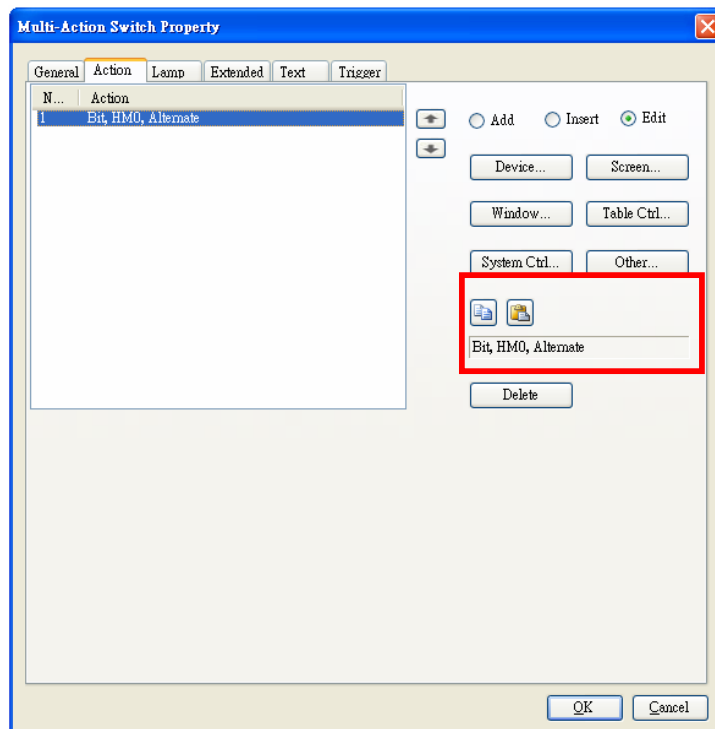 Multi-Action Switch Property
General Action Lamp Extended Text Trigger
N... Action
1 Bit, HM0, Alternate
Add Insert Edit
Device... Screen...
Window... Table Ctrl...
System Ctrl... Other...
Bit, HM0, Alternate
Delete
OK Cancel